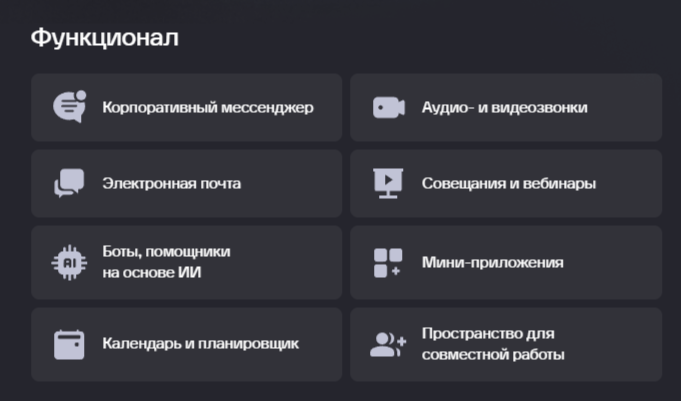 Функционал
Корпоративный мессенджер
Аудио- и видеозвонки
Электронная почта
Совещания и вебинары
Боты, помощники
на основе ИИ
AI
Мини-приложения
Календарь и планировщик
Пространство для
совместной работы